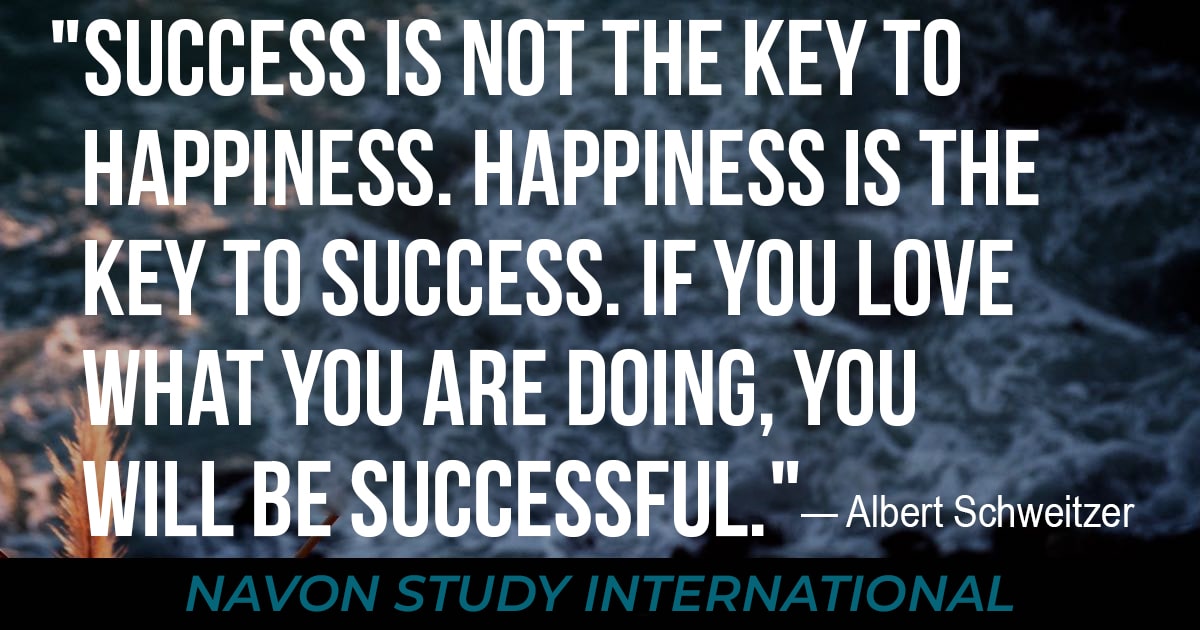 "SUCCESS IS NOT THE KEY TO
HAPPINESS. HAPPINESS IS THE
KEY TO SUCCESS. IF YOU LOVE
WHAT YOU ARE DOING, YOU
WILL BE SUCCESSFUL." — Albert Schweitzer
NAVON STUDY INTERNATIONAL